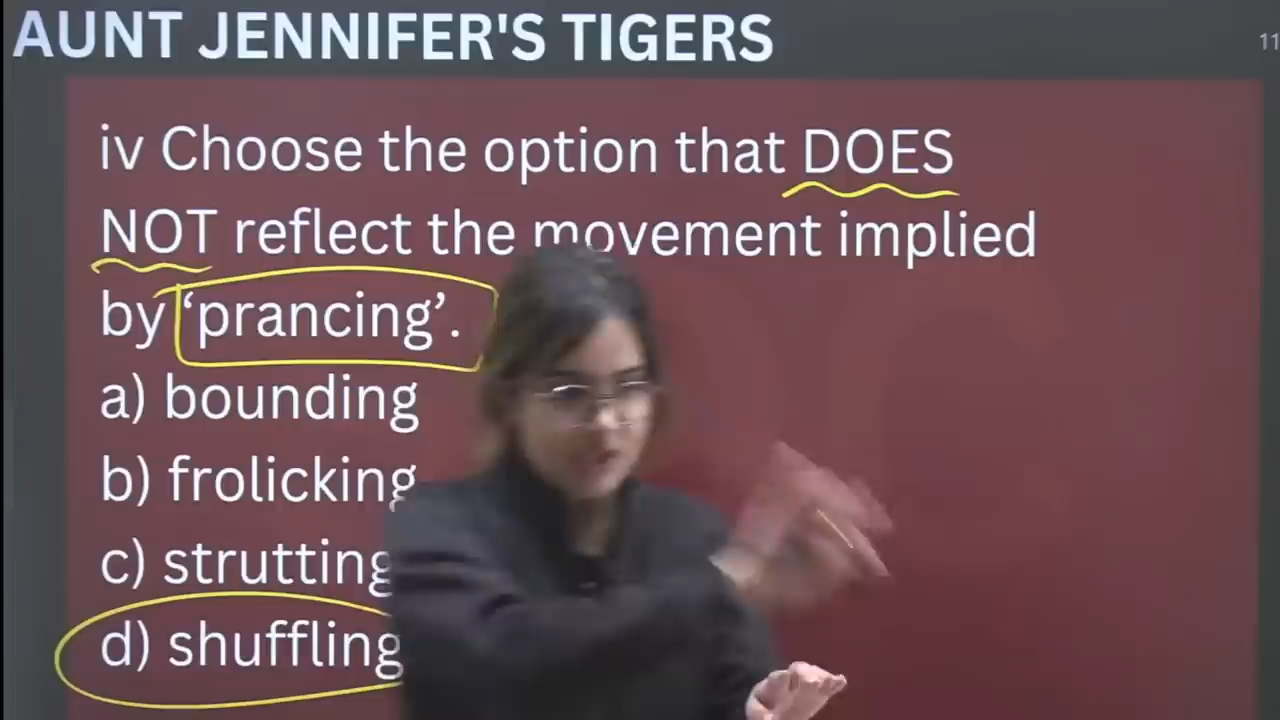 AUNT JENNIFER'S TIGERS
11
iv Choose the option that DOES
NOT reflect the movement implied
by ‘prancing’.
a) bounding
b) frolicking
c) strutting
d) shuffling